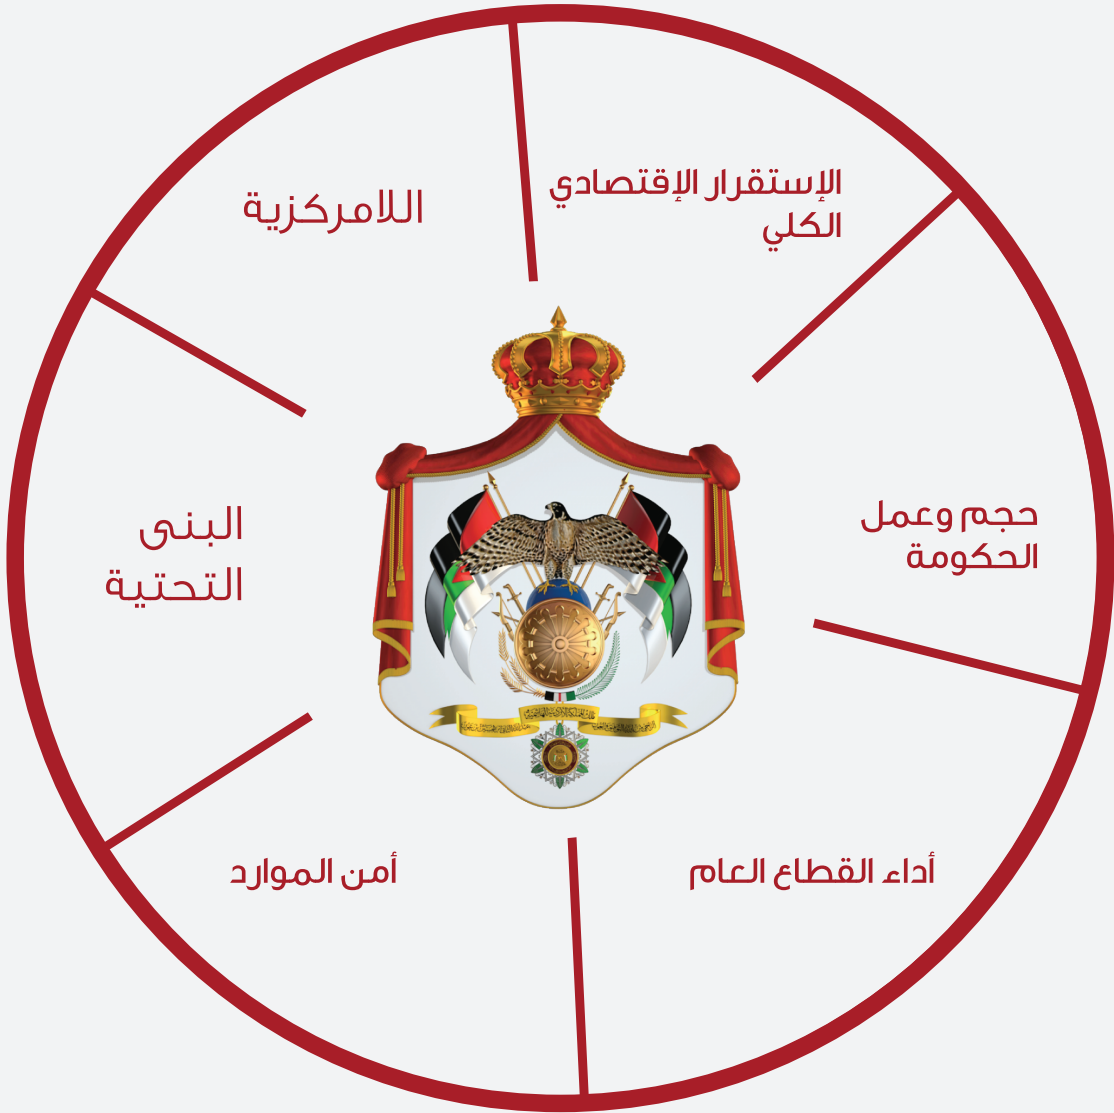 الإستقرار الإقتصادي
الكلي
حجم وعمل
الحكومة
أداء القطاع العام
أمن الموارد
البنى
التحتية
اللامركزية